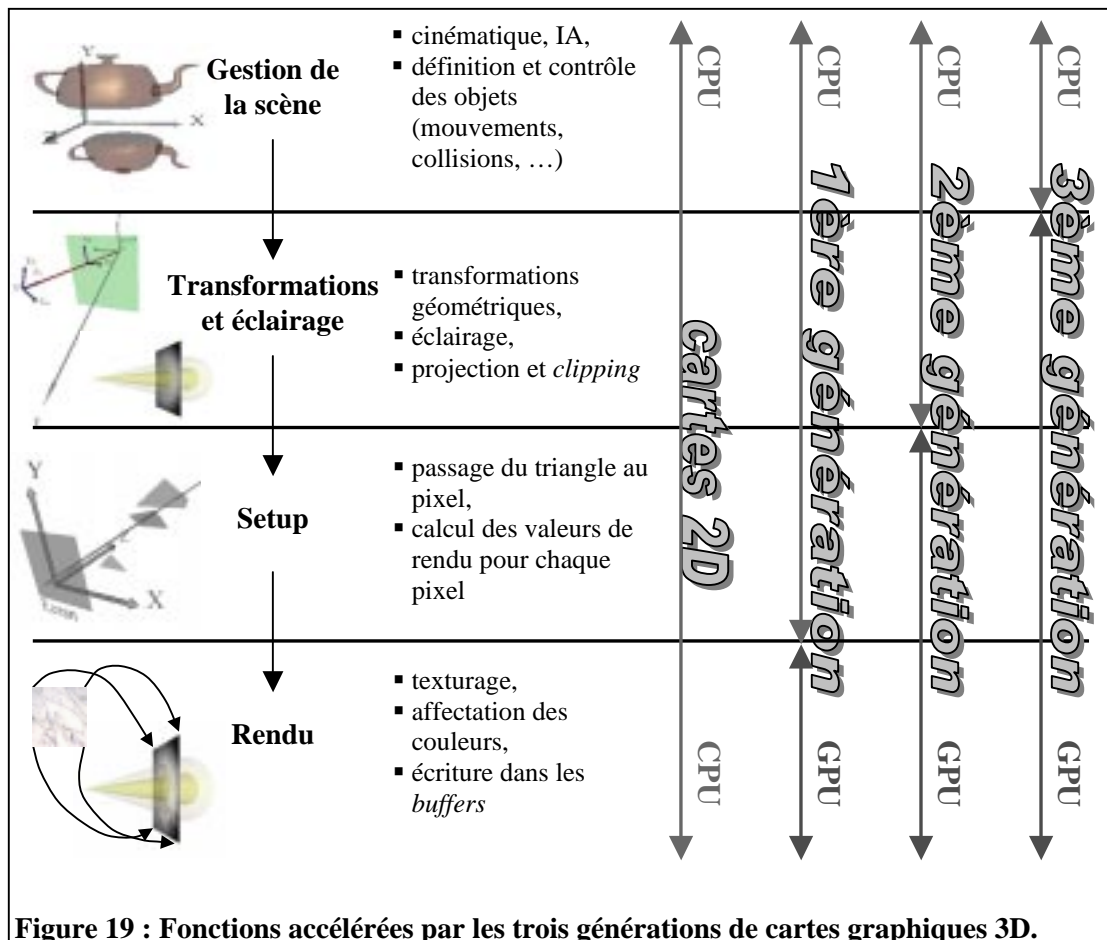 Gestion de
la scène
▪ cinématique, IA,
▪ définition et contrôle
des objets
(mouvements,
collisions, …)
Y
X
Transformations
et éclairage
▪ transformations
géométriques,
▪ éclairage,
▪ projection et clipping
Setup
▪ passage du triangle au
pixel,
▪ calcul des valeurs de
rendu pour chaque
pixel
Y
X
Rendu
▪ texturage,
▪ affectation des
couleurs,
▪ écriture dans les
buffers
CPU
cartes 2D
CPU
CPU
1ère génération
GPU
CPU
2ème génération
GPU
CPU
3ème génération
GPU
Figure 19 : Fonctions accélérées par les trois générations de cartes graphiques 3D.